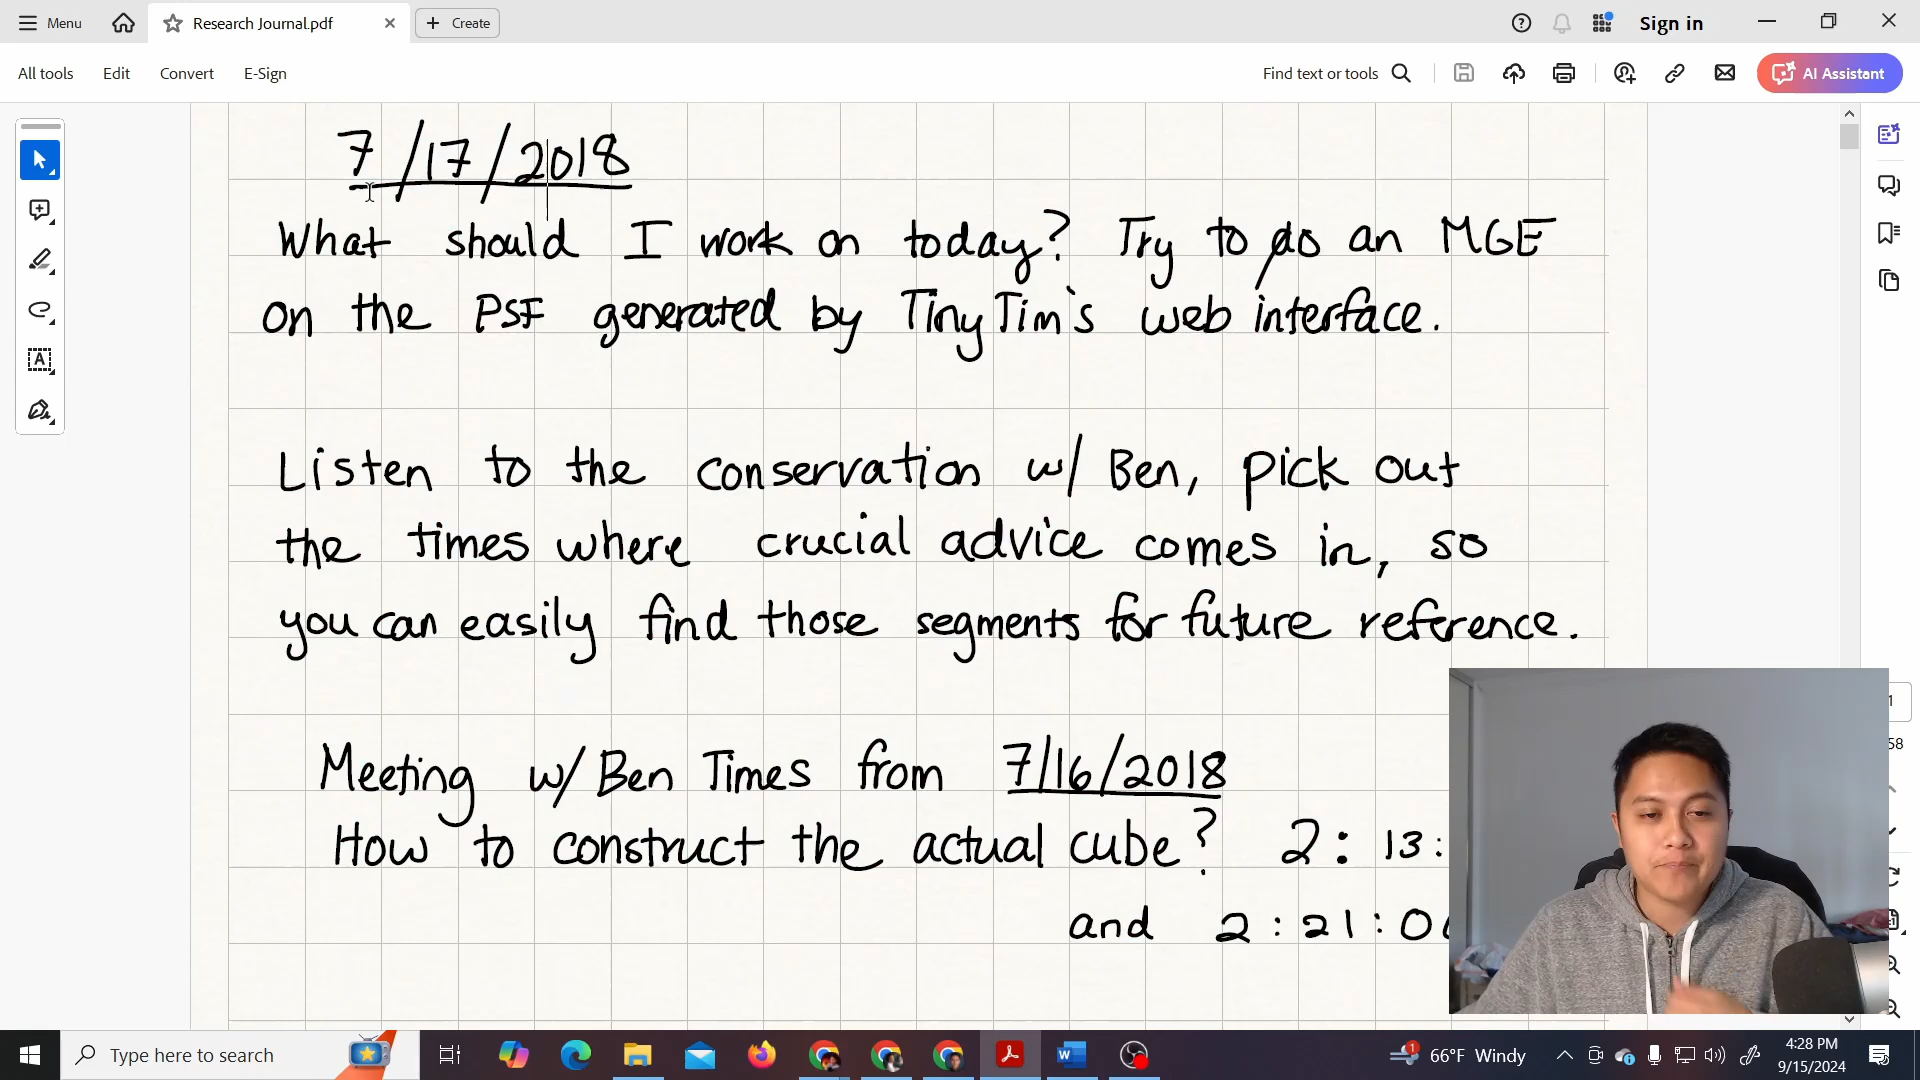 Menu
Research Journal.pdf
Create
Sign in
All tools
Edit
Convert
E-Sign
Find text or tools
AI Assistant
7/17/2018
What should I work on today? Try to do an MGE
on the PSF generated by TinyTim's web interface.
Listen to the conservation w/ Ben, pick out
the times where crucial advice comes in, so
you can easily find those segments for future reference.
Meeting w/ Ben Times from 7/16/2018
How to construct the actual cube? 2:13:
and 2:21:0
1
58
Type here to search
1
66°F Windy
4:28 PM
9/15/2024